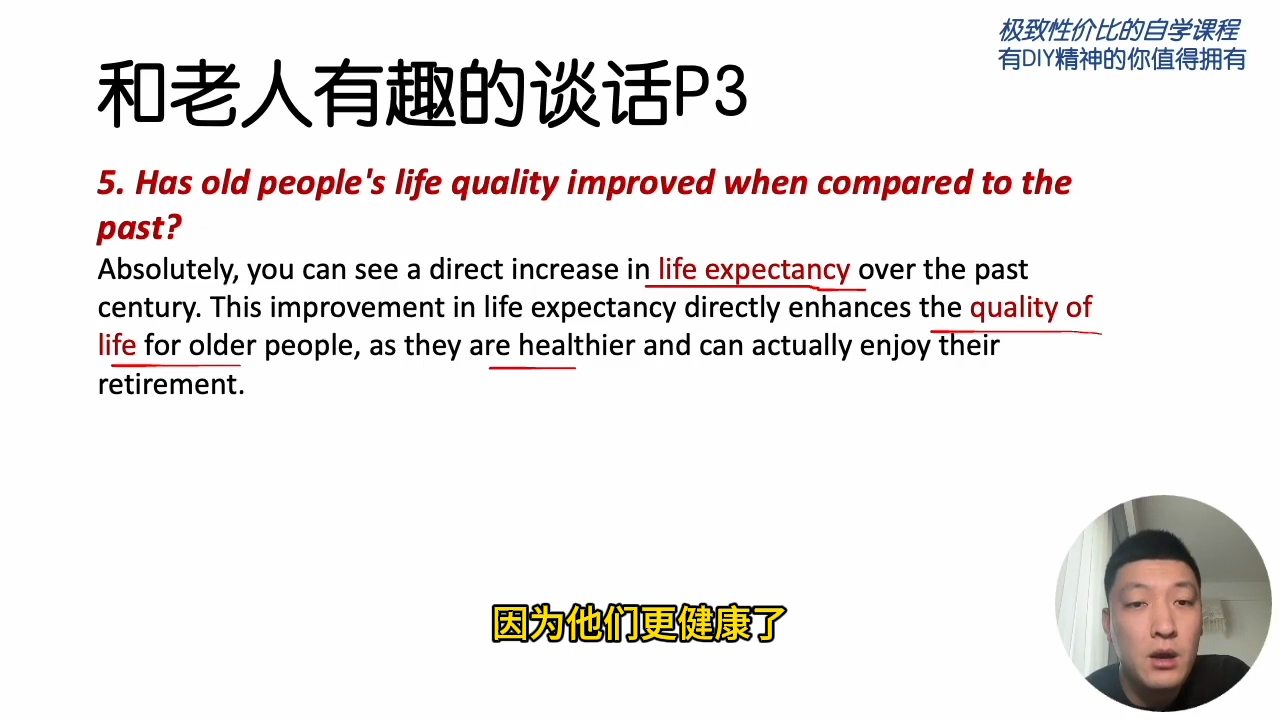 极致性价比的自学课程
有DIY精神的你值得拥有
和老人有趣的谈话P3
5. Has old people's life quality improved when compared to the
past?
Absolutely, you can see a direct increase in life expectancy over the past
century. This improvement in life expectancy directly enhances the quality of
life for older people, as they are healthier and can actually enjoy their
retirement.
因为他们更健康了